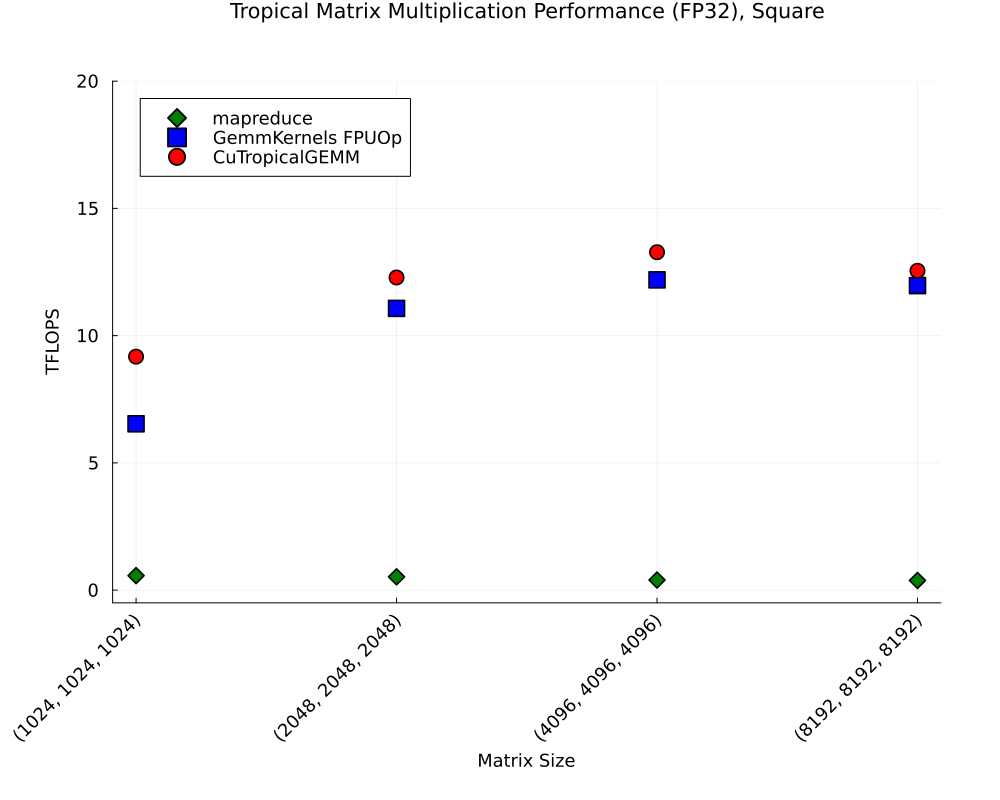 Tropical Matrix Multiplication Performance (FP32), Square
20
15
10
5
0
TFLOPS
mapreduce
GemmKernels FPUOp
CuTropicalGEMM
(1024, 1024, 1024)
(2048, 2048, 2048)
(4096, 4096, 4096)
(8192, 8192, 8192)
Matrix Size